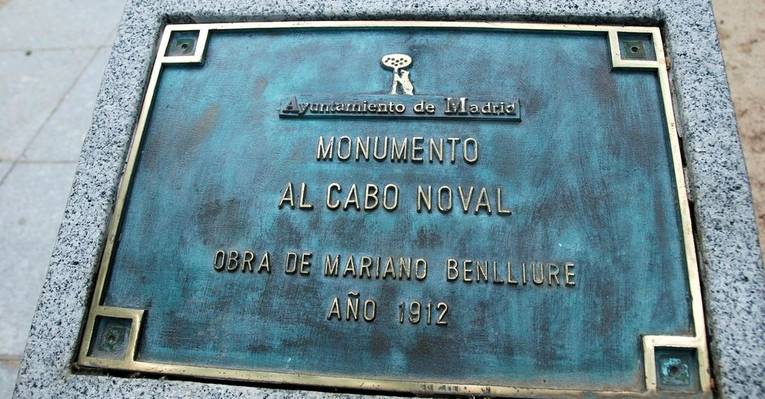 Ayuntamiento de Madrid
MONUMENTO
AL CABO NOVAL
OBRA DE MARIANO BENLLIURE
AÑO 1912